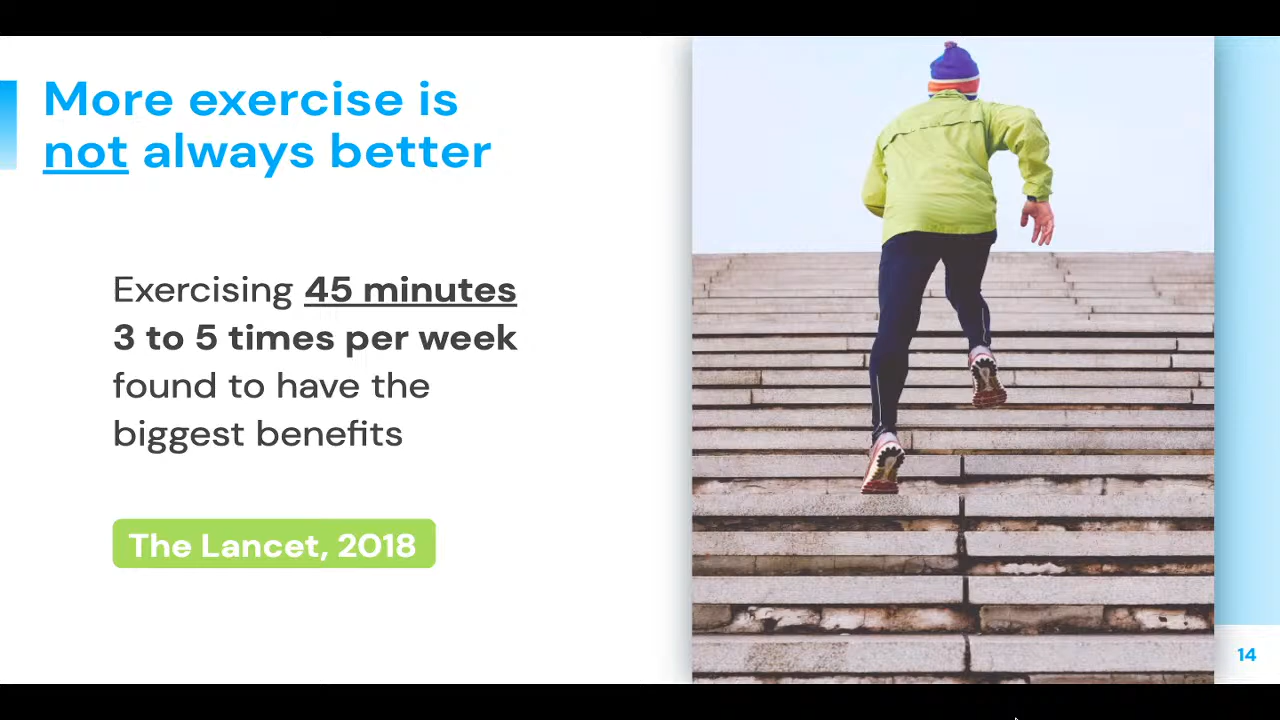 More exercise is
not always better
Exercising 45 minutes
3 to 5 times per week
found to have the
biggest benefits
The Lancet, 2018
14